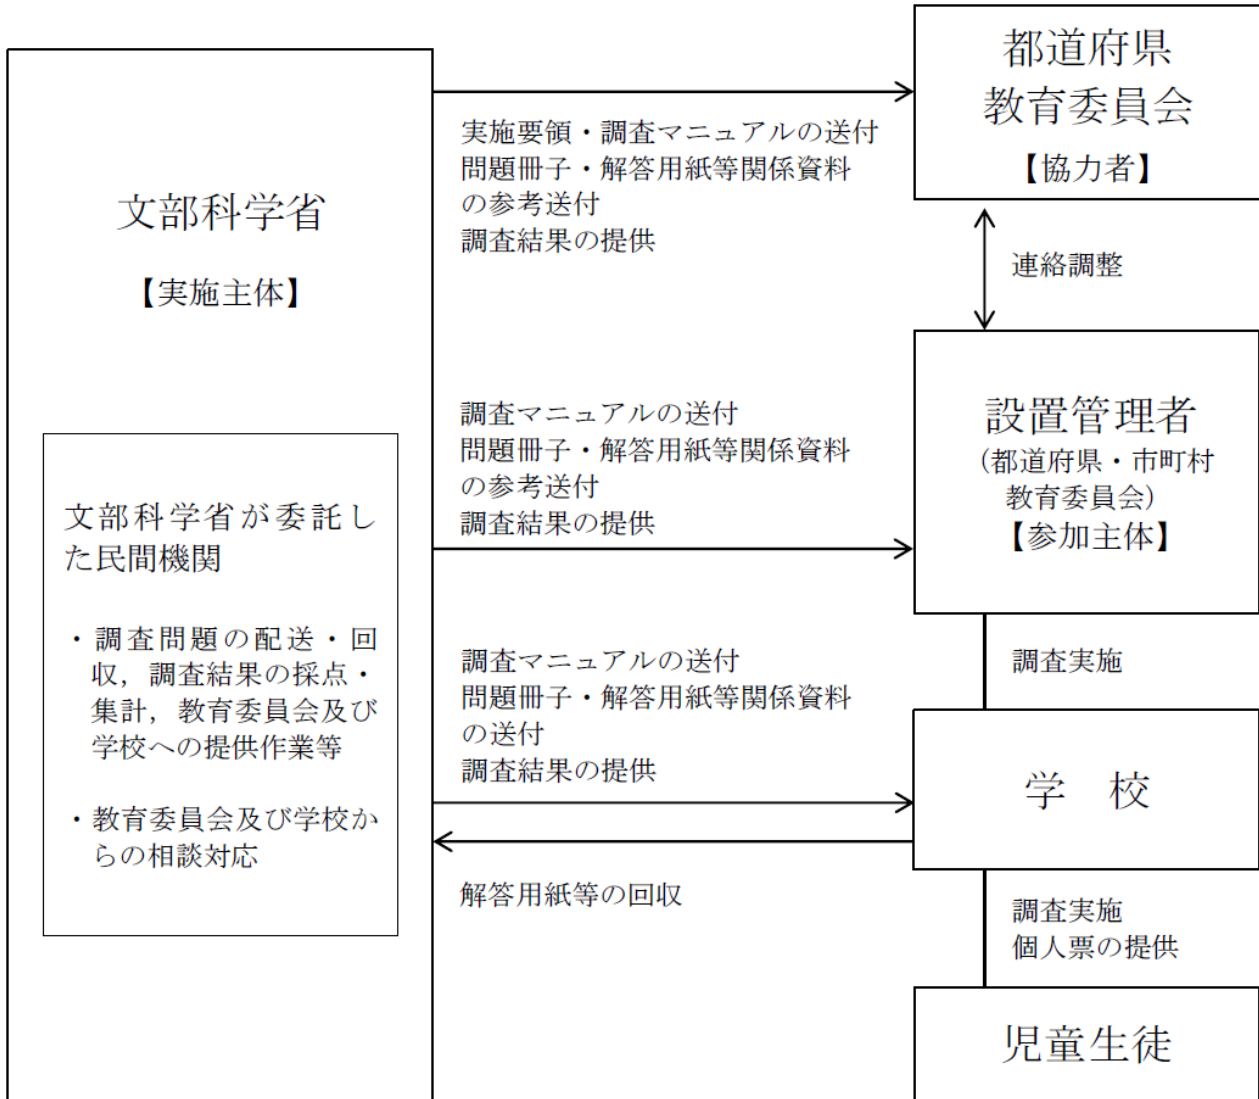 文部科学省
【実施主体】
文部科学省が委託し
た民間機関
・調査問題の配送・回
収，調査結果の採点・
集計，教育委員会及び
学校への提供作業等
・教育委員会及び学校か
らの相談対応
実施要領・調査マニュアルの送付
問題冊子・解答用紙等関係資料
の参考送付
調査結果の提供
調査マニュアルの送付
問題冊子・解答用紙等関係資料
の参考送付
調査結果の提供
調査マニュアルの送付
問題冊子・解答用紙等関係資料
の送付
調査結果の提供
解答用紙等の回収
都道府県
教育委員会
【協力者】
連絡調整
設置管理者
（都道府県・市町村
教育委員会）
【参加主体】
調査実施
学　校
調査実施
個人票の提供
児童生徒